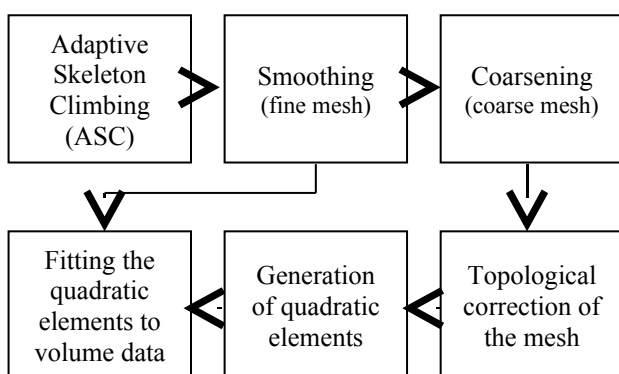 Adaptive
Skeleton
Climbing
(ASC)
Smoothing
(fine mesh)
Coarsening
(coarse mesh)
Fitting the
quadratic
elements to
volume data
Generation
of quadratic
elements
Topological
correction of
the mesh